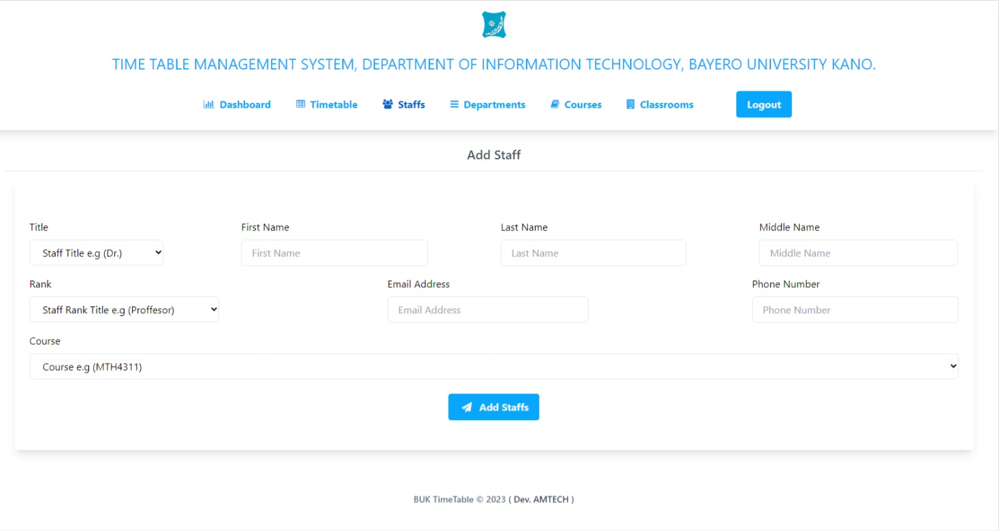 TIME TABLE MANAGEMENT SYSTEM, DEPARTMENT OF INFORMATION TECHNOLOGY, BAYERO UNIVERSITY KANO.
Dashboard Timetable Staffs Departments Courses Classrooms Logout
Add Staff
Title First Name Last Name Middle Name
Staff Title e.g (Dr.) First Name Last Name Middle Name
Rank Email Address Phone Number
Staff Rank Title e.g (Proffesor) Email Address Phone Number
Course
Course e.g (MTH4311)
Add Staffs
BUK TimeTable © 2023 ( Dev. AMTECH )